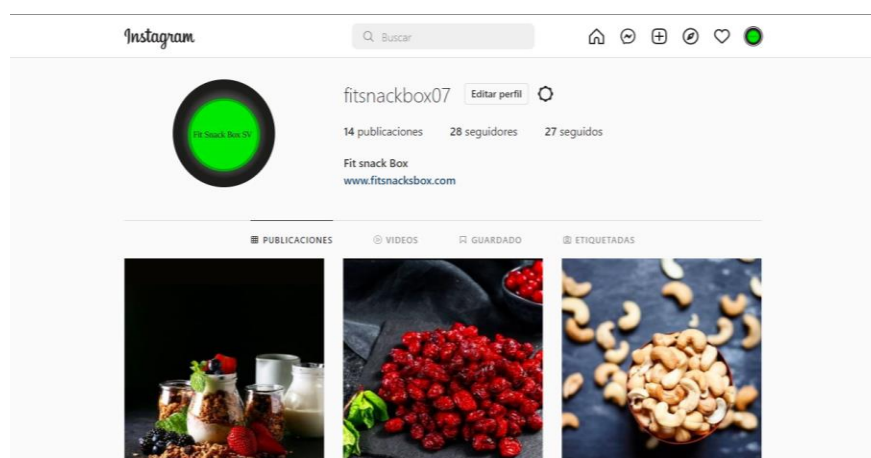 Instagram
Buscar
fitsnackbox07 Editar perfil
Fit Snack Box SV
14 publicaciones 28 seguidores 27 seguidos
Fit snack Box
www.fitsnacksbox.com
PUBLICACIONES VIDEOS GUARDADO ETIQUETADAS